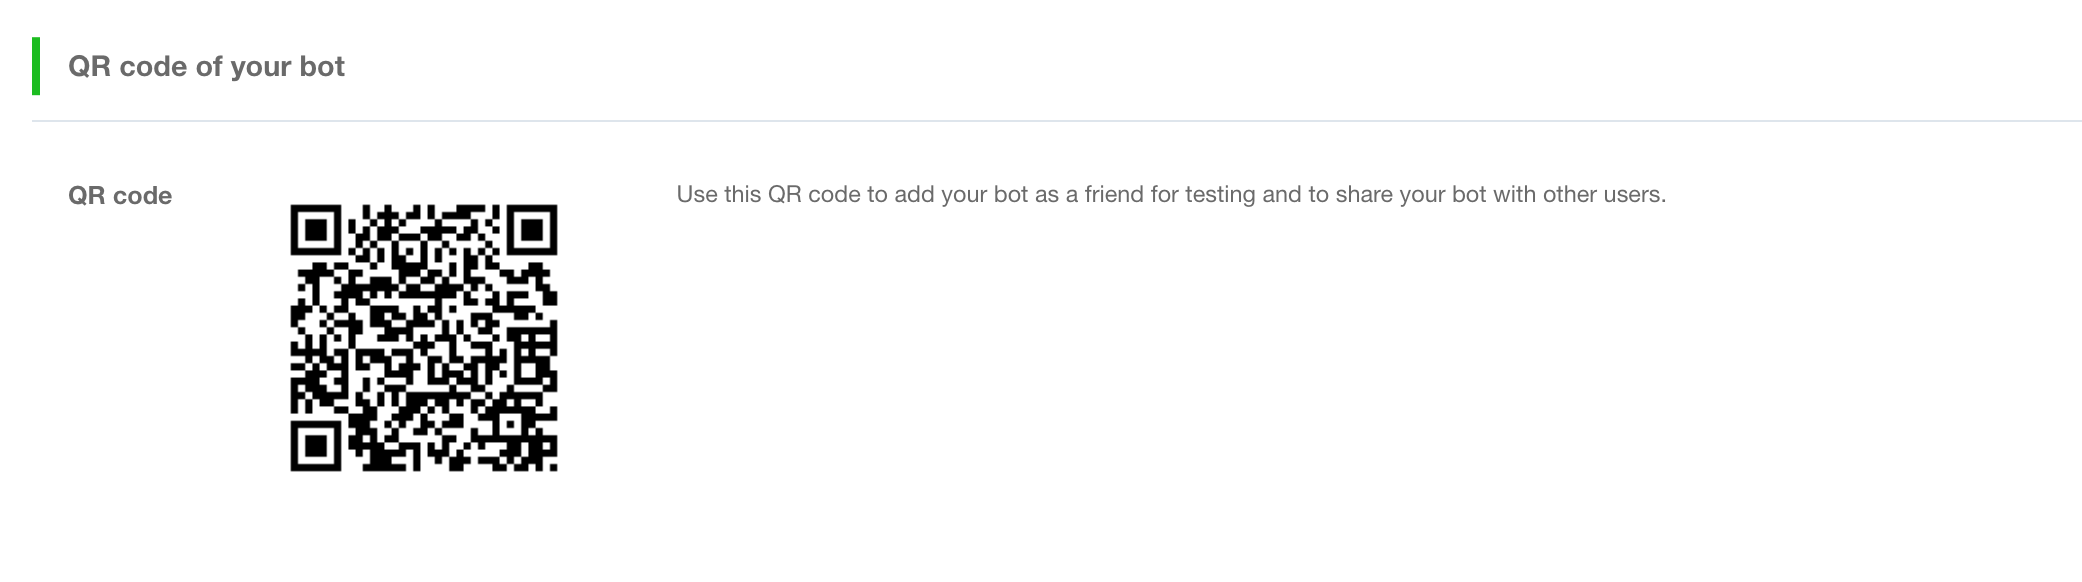 QR code of your bot
QR code
Use this QR code to add your bot as a friend for testing and to share your bot with other users.